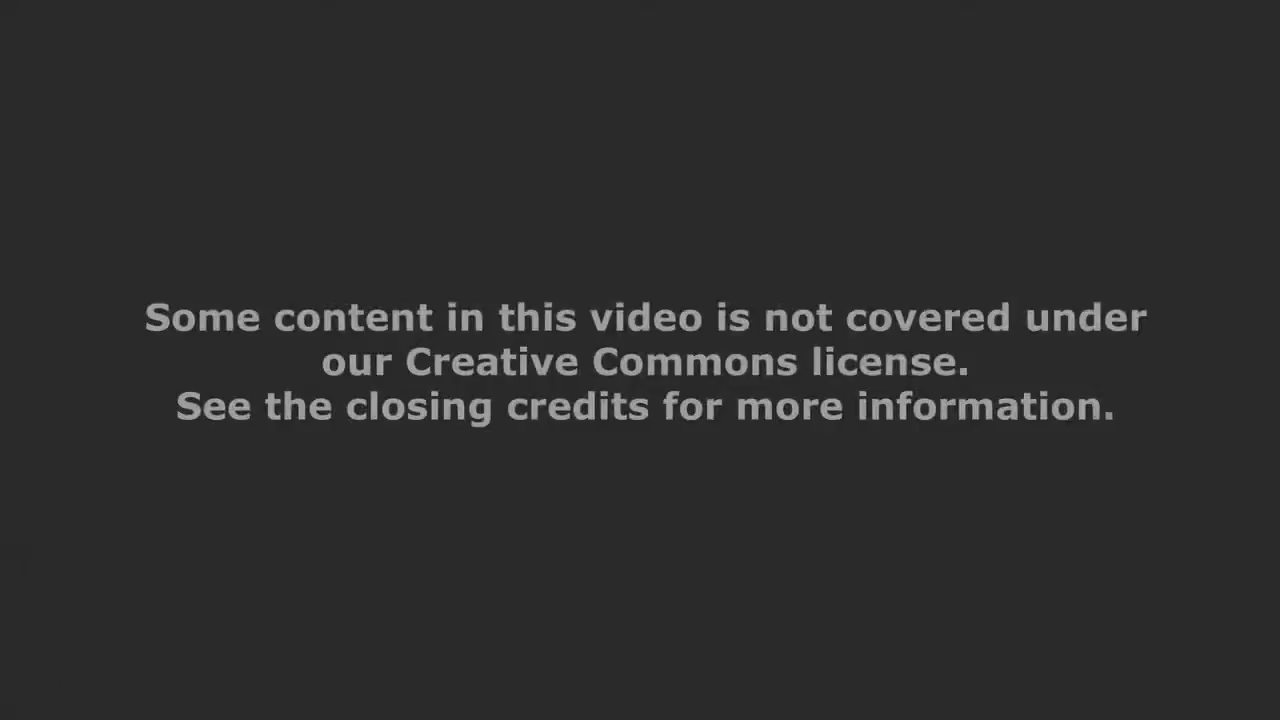 Some content in this video is not covered under
our Creative Commons license.
See the closing credits for more information.